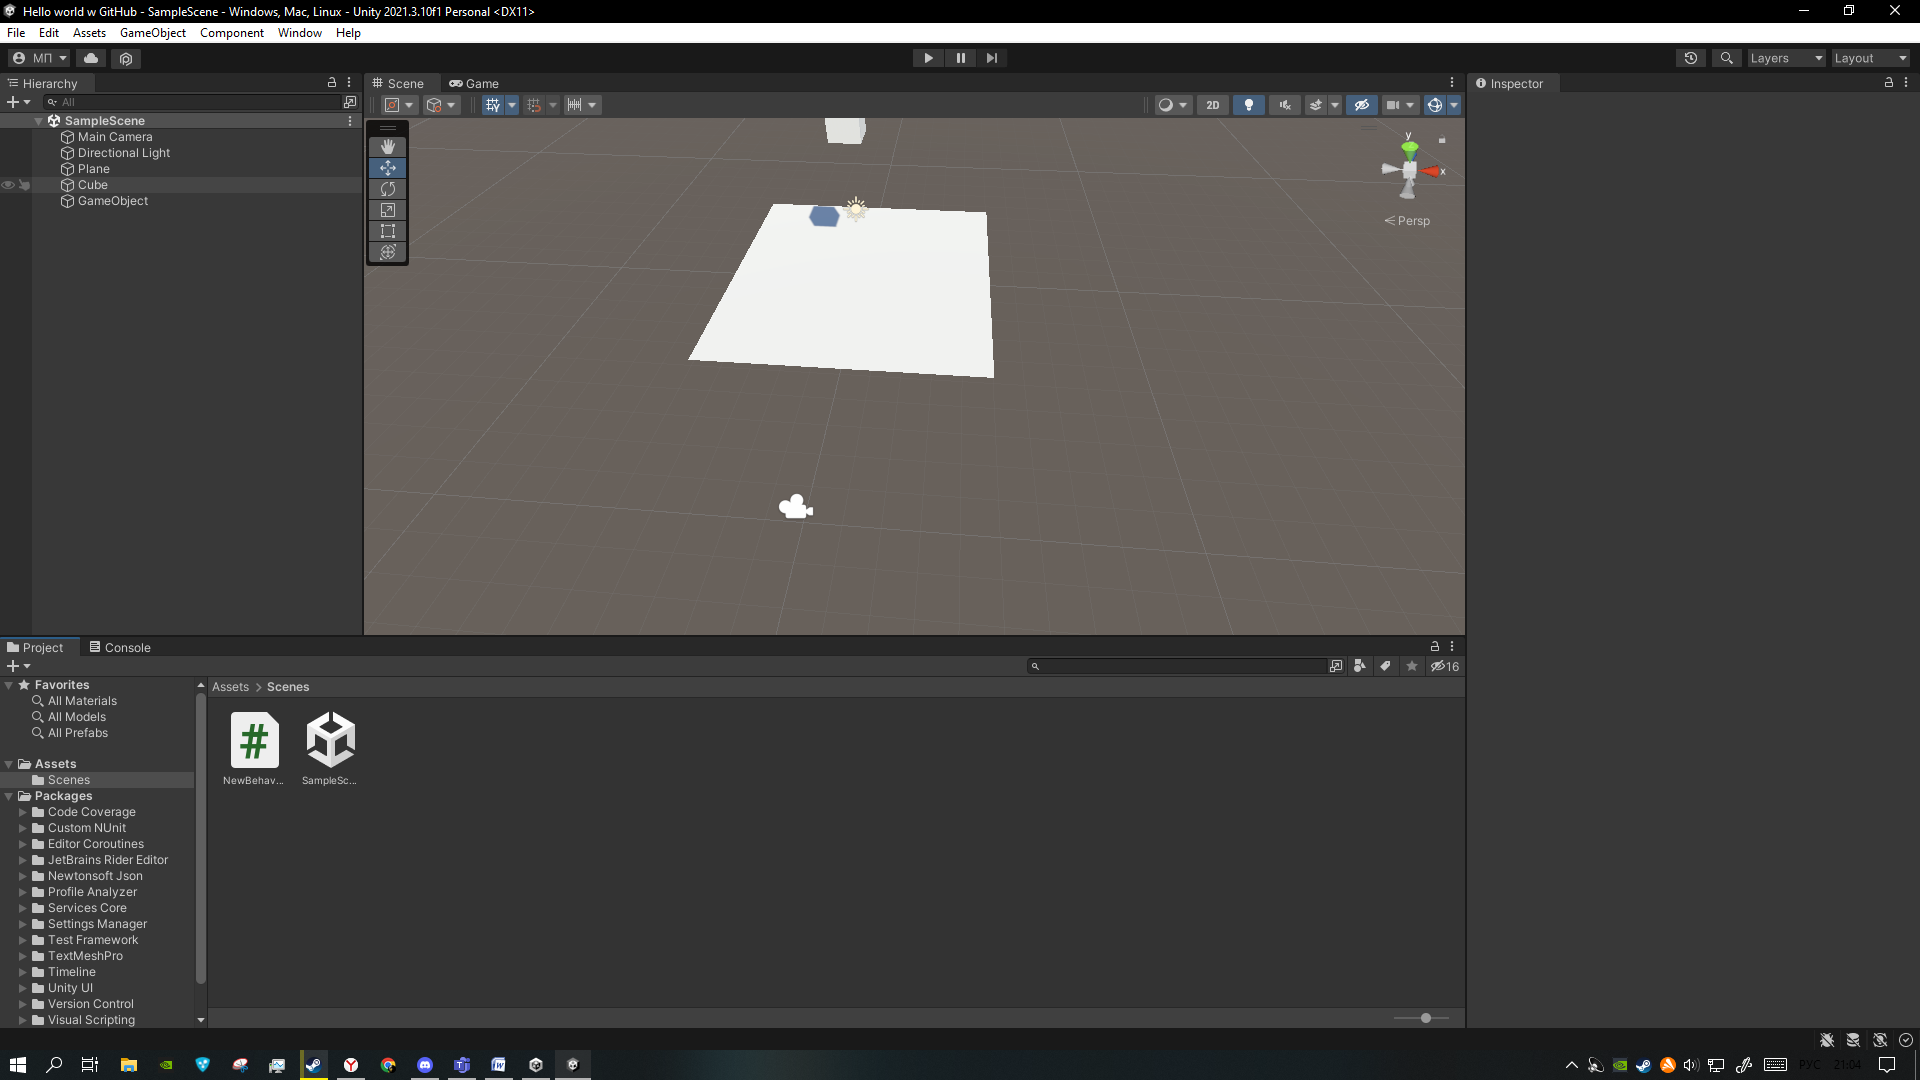 Hello world w GitHub - SampleScene - Windows, Mac, Linux - Unity 2021.3.10f1 Personal <DX11>
File Edit Assets GameObject Component Window Help
МП
Layers
Layout
Hierarchy
Scene
Game
Inspector
All
2D
SampleScene
Main Camera
Directional Light
Plane
Cube
GameObject
y
x
Persp
Project
Console
16
Favorites
All Materials
All Models
All Prefabs
Assets
Scenes
Packages
Code Coverage
Custom NUnit
Editor Coroutines
JetBrains Rider Editor
Newtonsoft Json
Profile Analyzer
Services Core
Settings Manager
Test Framework
TextMeshPro
Timeline
Unity UI
Version Control
Visual Scripting
Assets > Scenes
NewBehav...
SampleSc...
РУС
21:04